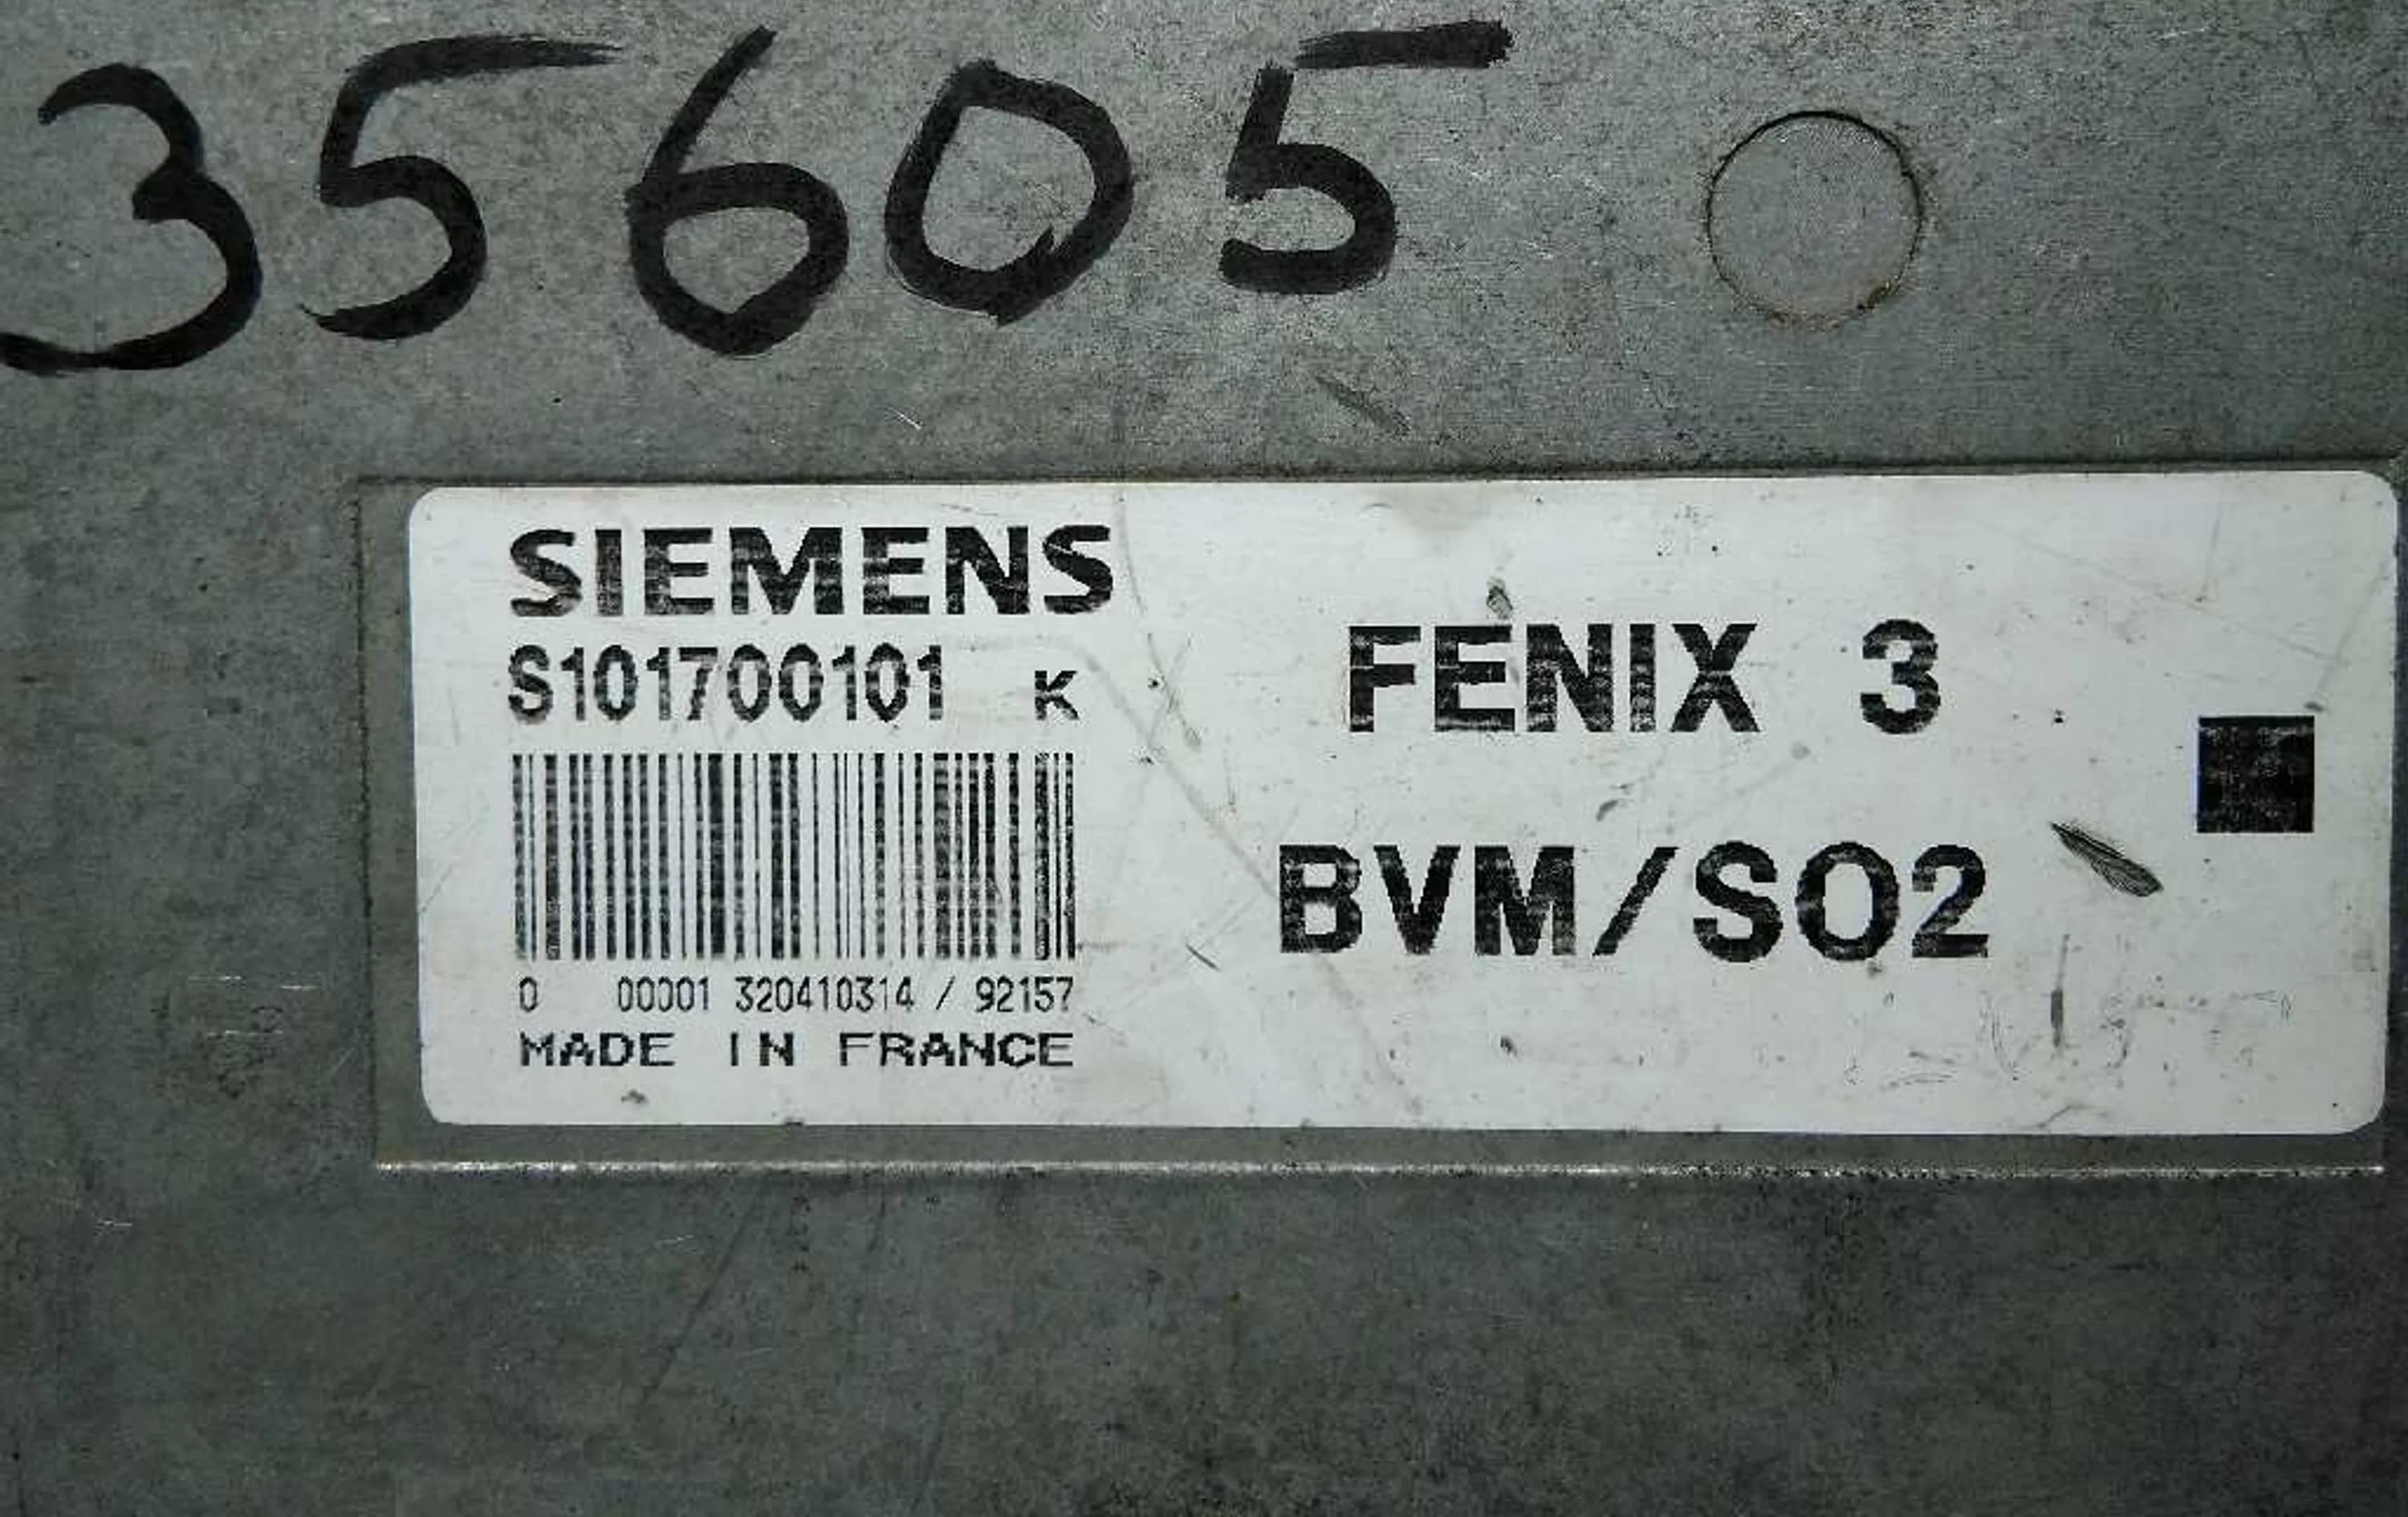 35605
SIEMENS
S101700101 K
FENIX 3
BVM/SO2
0 00001 320410314 / 92157
MADE IN FRANCE